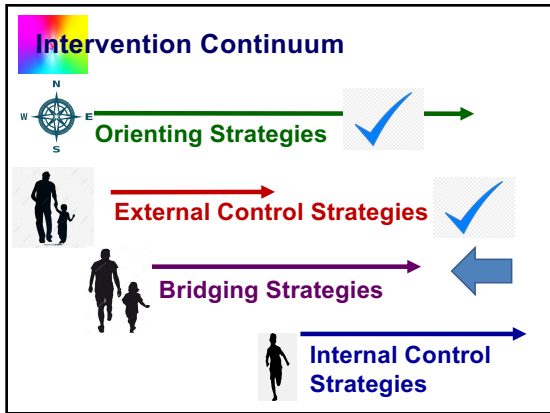 Intervention Continuum
N
W E
S
Orienting Strategies
External Control Strategies
Bridging Strategies
Internal Control
Strategies